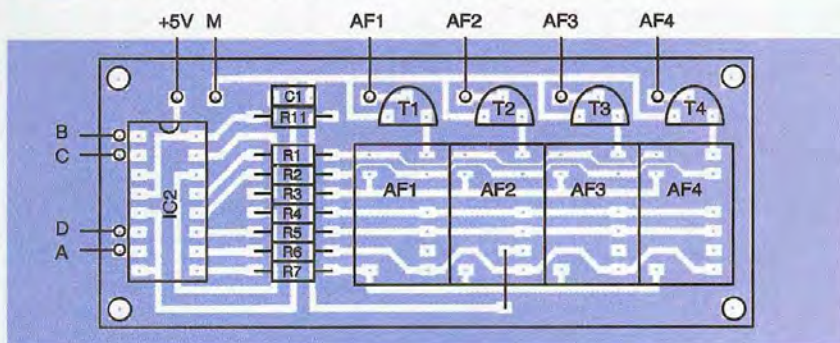 +5V M AF1 AF2 AF3 AF4
C1 T1 T2 T3 T4
R11
B
C
R1
R2
AF1 AF2 AF3 AF4
R3
IC2
R4
D
R5
A
R6
R7